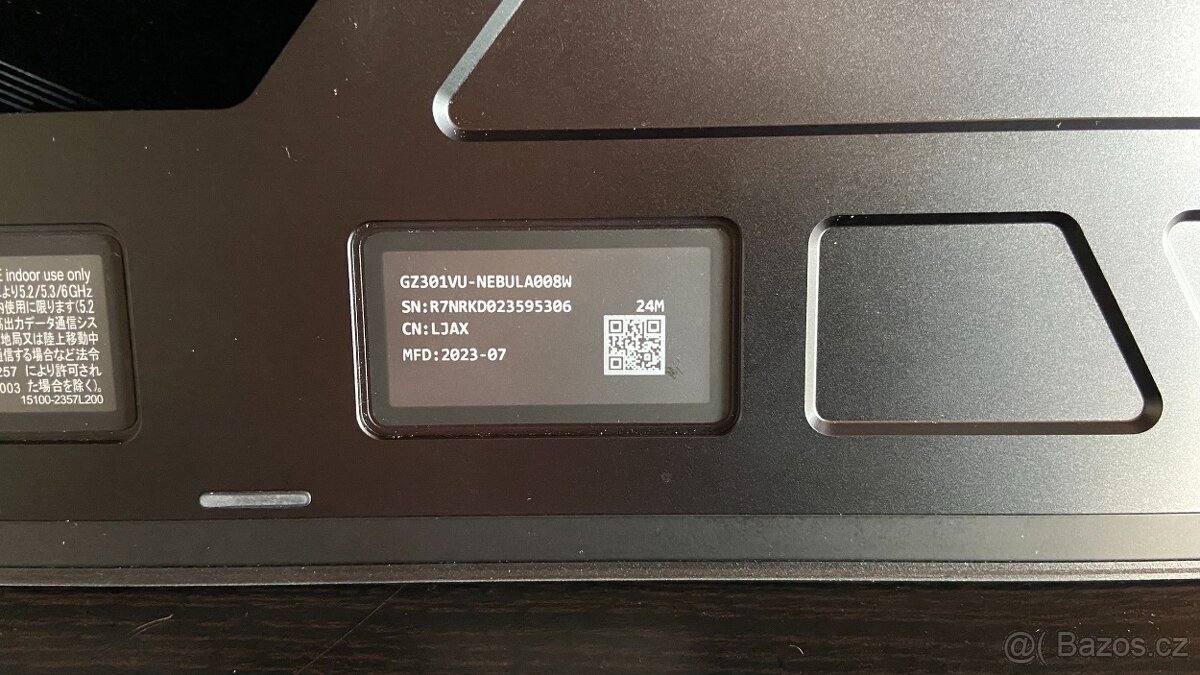 E indoor use only
より5.2/5.3/6GHz
内使用に限ります(5.2
高出力データ通信シス
地局又は陸上移動中
通信する場合など法令
257 により許可され
003 た場合を除く)。
15100-2357L200
GZ301VU-NEBULA008W
SN:R7NRKD023595306
24M
CN:LJAX
MFD:2023-07
@( Bazos.cz